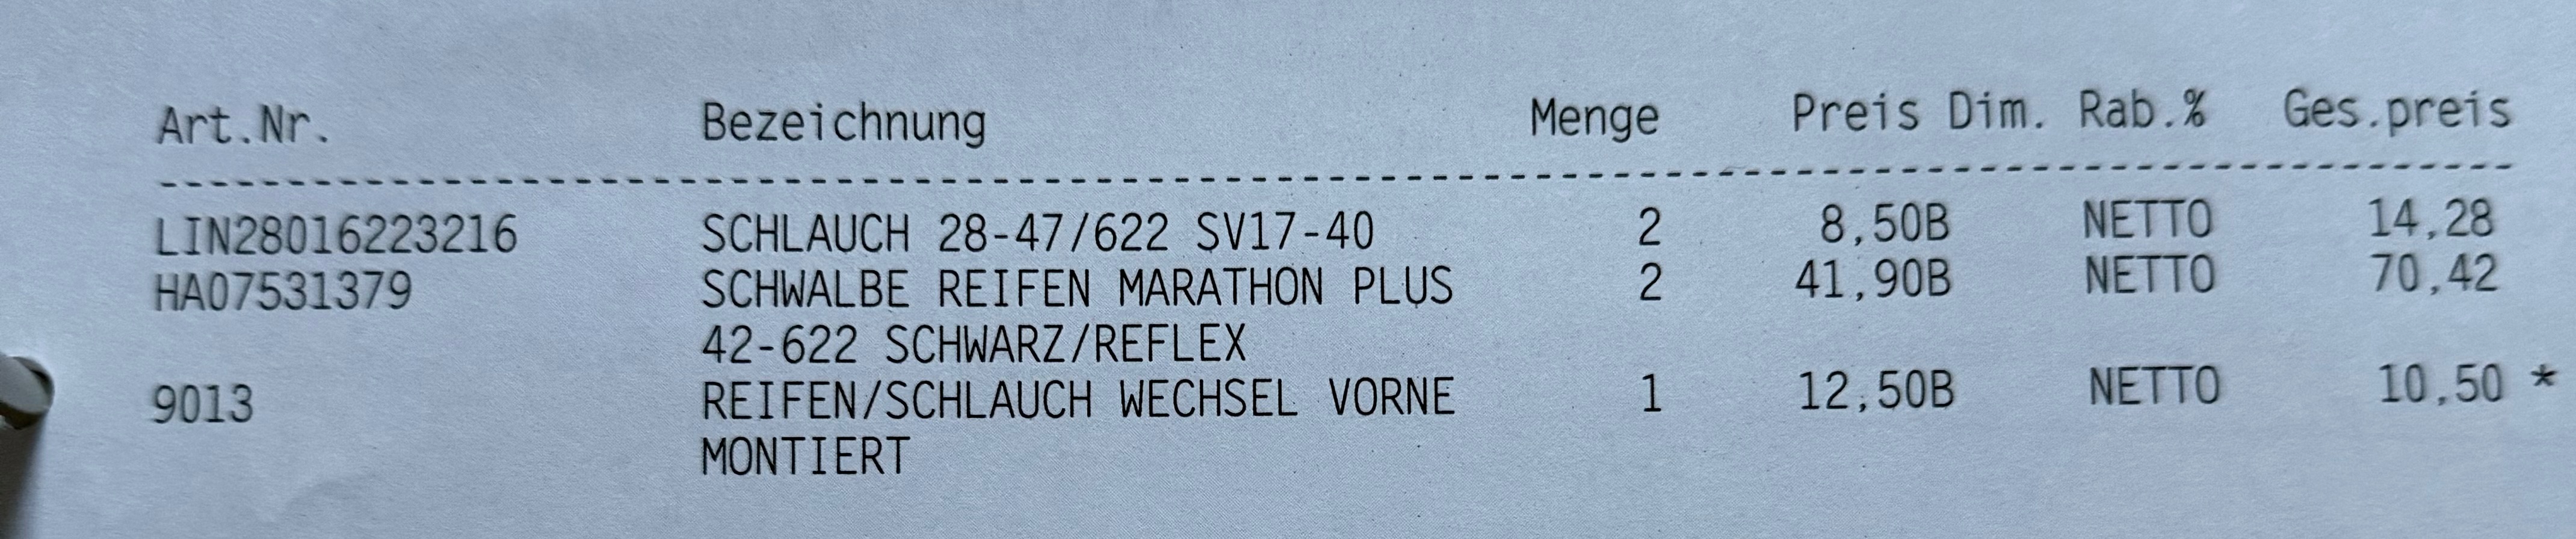 Art.Nr. Bezeichnung Menge Preis Dim. Rab.% Ges.preis
LIN28016223216 SCHLAUCH 28-47/622 SV17-40 2 8,50B NETTO 14,28
HA07531379 SCHWALBE REIFEN MARATHON PLUS 2 41,90B NETTO 70,42
42-622 SCHWARZ/REFLEX
9013 REIFEN/SCHLAUCH WECHSEL VORNE 1 12,50B NETTO 10,50 *
MONTIERT